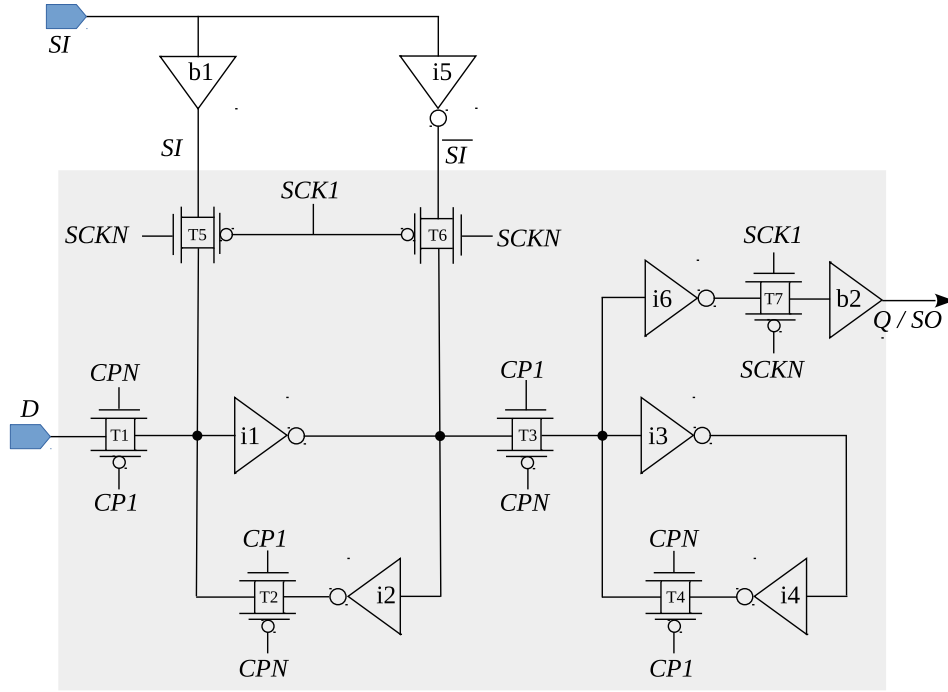 SI
b1
i5
SI
SI
SCK1
SCKN
T5
T6
SCKN
SCK1
i6
T7
b2
Q / SO
SCKN
CPN
CP1
D
T1
i1
T3
i3
CP1
CPN
CP1
CPN
T2
i2
T4
i4
CPN
CP1